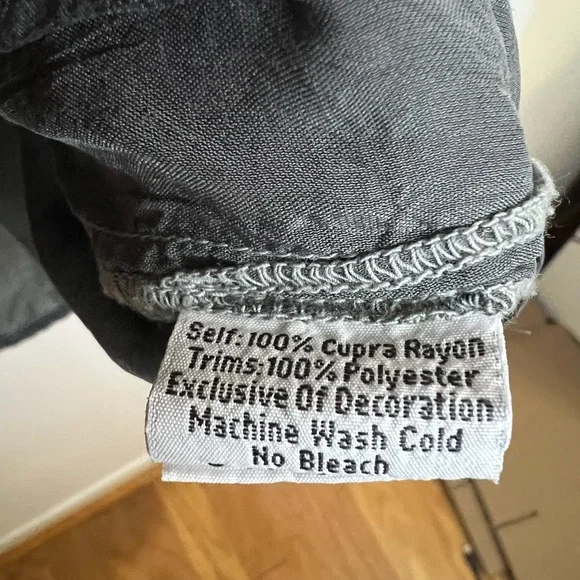 Self:100% Cupra Rayon
Trims:100% Polyester
Exclusive Of Decoration
Machine Wash Cold
No Bleach